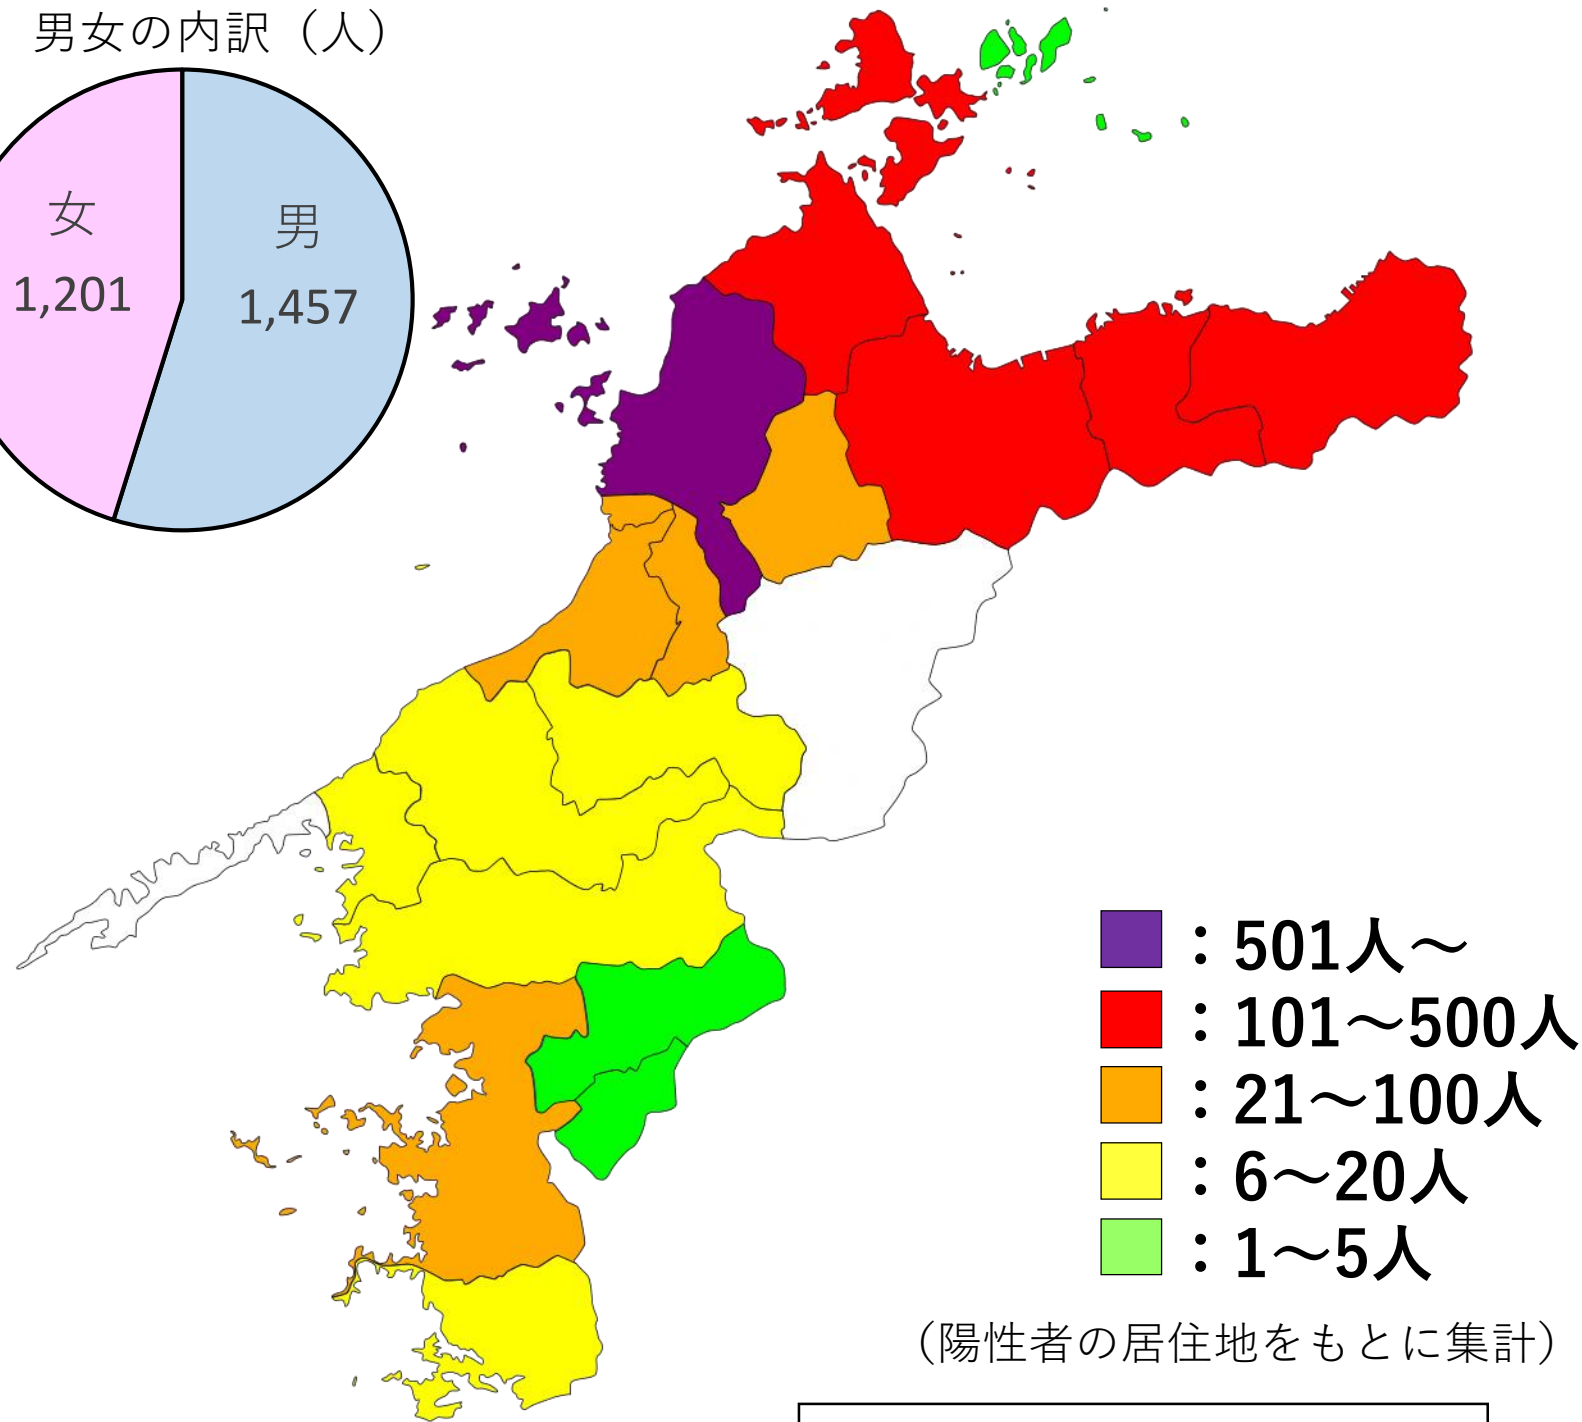 男女の内訳（人）
女
1,201
男
1,457
：501人～
：101～500人
：21～100人
：6～20人
：1～5人
（陽性者の居住地をもとに集計）